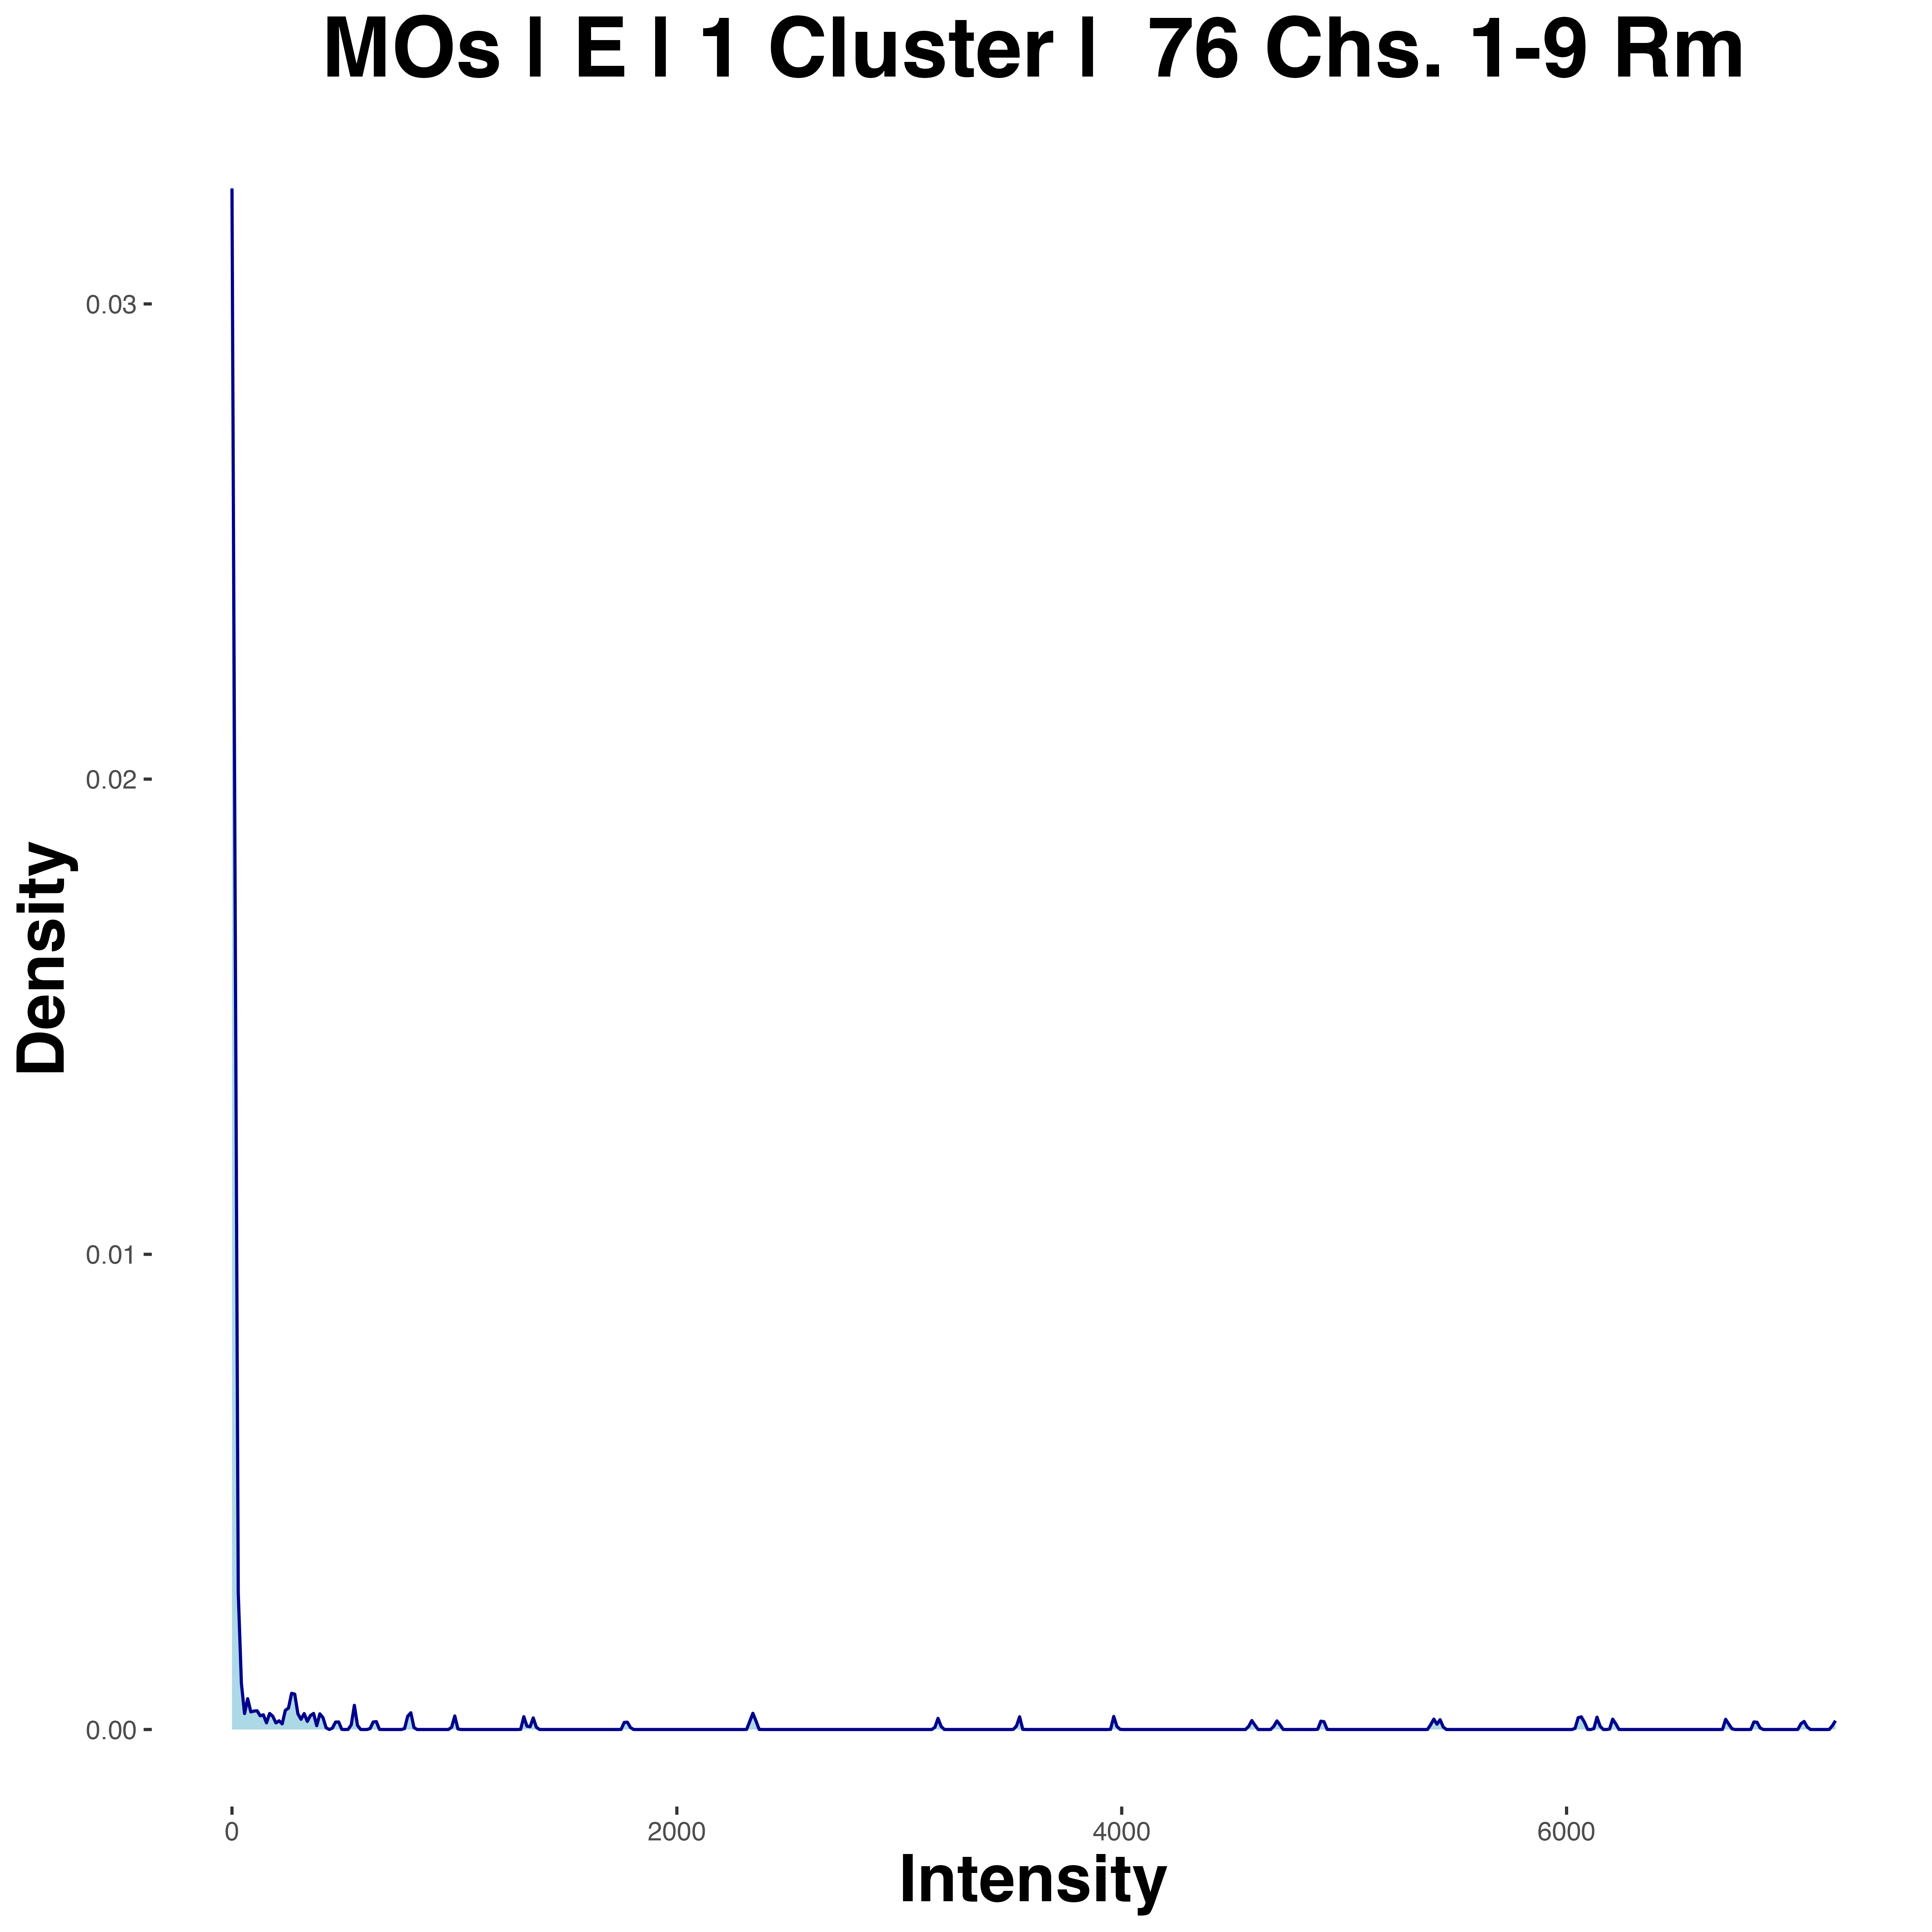 MOs | E | 1 Cluster |  76 Chs. 1-9 Rm
0.03
0.02
0.01
0.00
Density
0 2000 4000 6000
Intensity